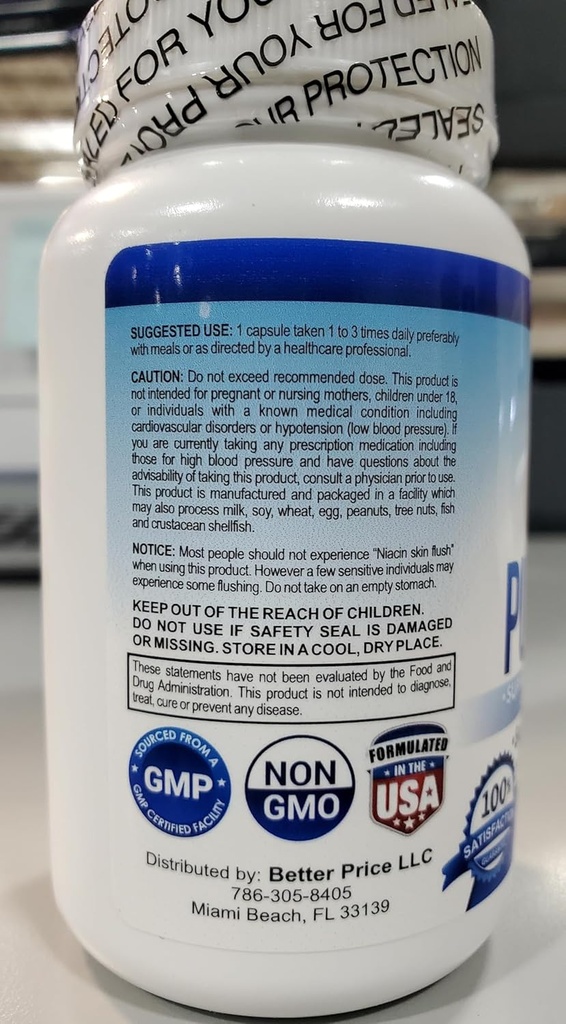 SEALED FOR YOUR PROTECTION
SUGGESTED USE: 1 capsule taken 1 to 3 times daily preferably
with meals or as directed by a healthcare professional.
CAUTION: Do not exceed recommended dose. This product is
not intended for pregnant or nursing mothers, children under 18,
or individuals with a known medical condition including
cardiovascular disorders or hypotension (low blood pressure). If
you are currently taking any prescription medication including
those for high blood pressure and have questions about the
advisability of taking this product, consult a physician prior to use.
This product is manufactured and packaged in a facility which
may also process milk, soy, wheat, egg, peanuts, tree nuts, fish
and crustacean shellfish.
NOTICE: Most people should not experience "Niacin skin flush"
when using this product. However a few sensitive individuals may
experience some flushing. Do not take on an empty stomach.
KEEP OUT OF THE REACH OF CHILDREN.
DO NOT USE IF SAFETY SEAL IS DAMAGED
OR MISSING. STORE IN A COOL, DRY PLACE.
These statements have not been evaluated by the Food and
Drug Administration. This product is not intended to diagnose,
treat, cure or prevent any disease.
SOURCED FROM A
GMP
GMP CERTIFIED FACILITY
NON
GMO
FORMULATED
IN THE
USA
100%
SATISFACTION
Distributed by: Better Price LLC
786-305-8405
Miami Beach, FL 33139